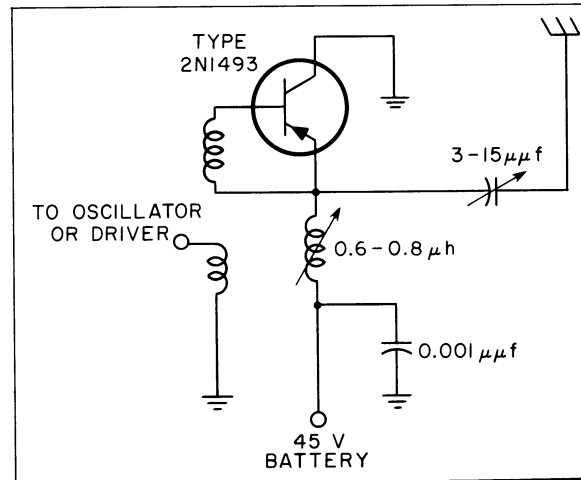 TYPE
2N1493
3-15μμf
TO OSCILLATOR
OR DRIVER
0.6-0.8μh
0.001μμf
45 V
BATTERY